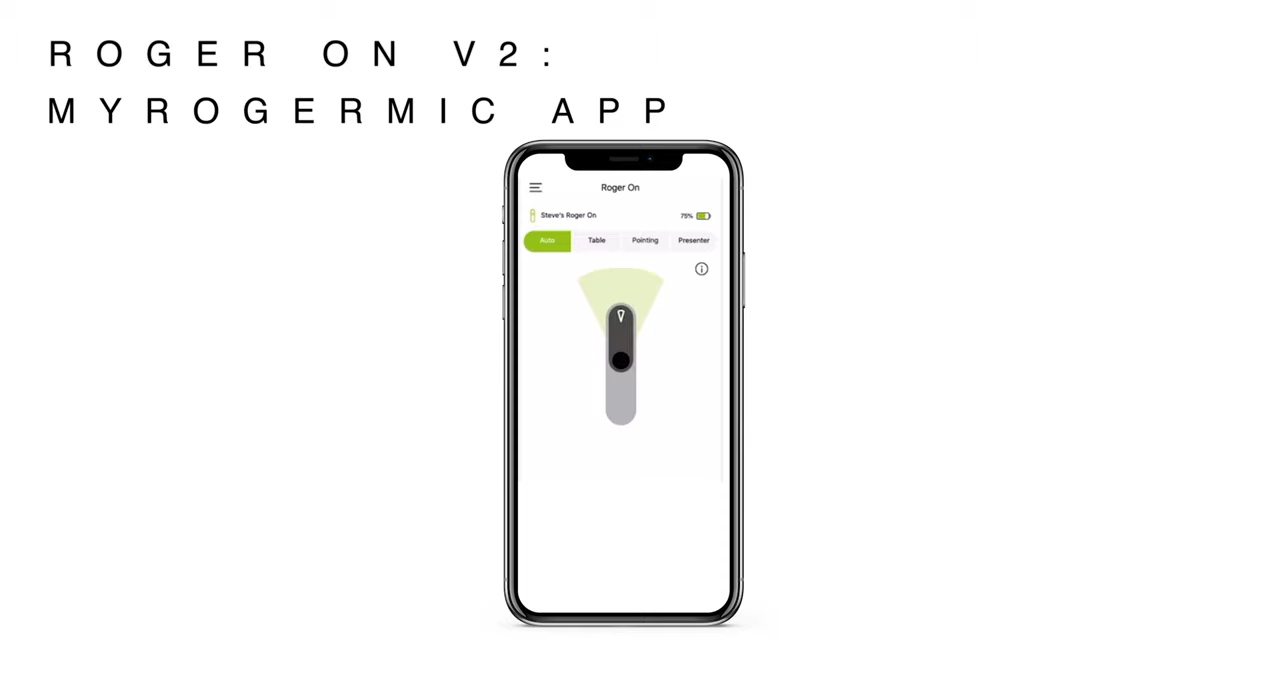 ROGER ON V2:
MYROGERMIC APP
Roger On
Steve's Roger On 75%
Auto Table Pointing Presenter